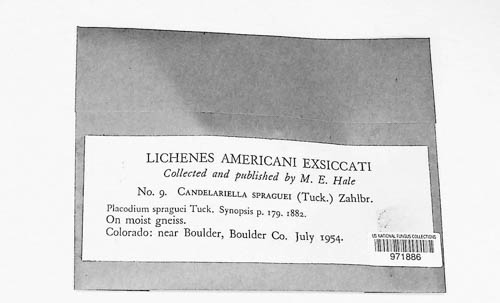 LICHENES AMERICANI EXSICCATI
Collected and published by M. E. Hale
No. 9. CANDELARIELLA SPRAGUEI (Tuck.) Zahlbr.
Placodium spraguei Tuck. Synopsis p. 179. 1882.
On moist gneiss.
Colorado: near Boulder, Boulder Co. July 1954.
US NATIONAL FUNGUS COLLECTIONS
971886